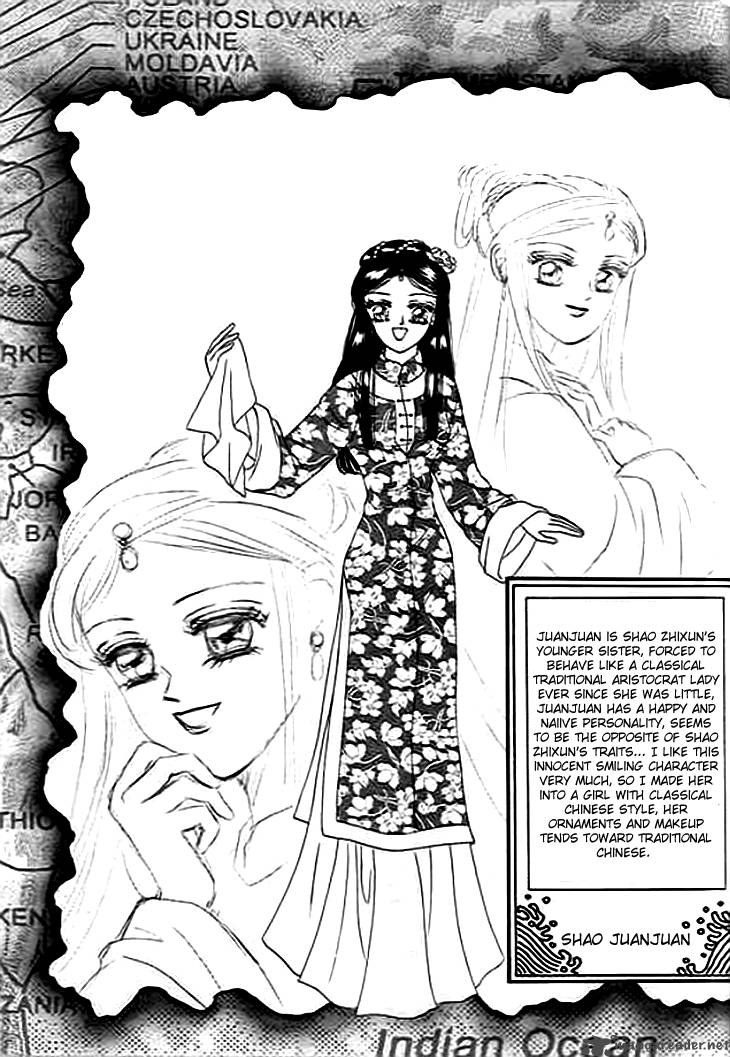 CZECHOSLOVAKIA
UKRAINE
MOLDAVIA
AUSTRIA
JUANJUAN IS SHAO ZHIXUN'S
YOUNGER SISTER, FORCED TO
BEHAVE LIKE A CLASSICAL
TRADITIONAL ARISTOCRAT LADY
EVER SINCE SHE WAS LITTLE,
JUANJUAN HAS A HAPPY AND
NAIIVE PERSONALITY, SEEMS
TO BE THE OPPOSITE OF SHAO
ZHIXUN'S TRAITS... I LIKE THIS
INNOCENT SMILING CHARACTER
VERY MUCH, SO I MADE HER
INTO A GIRL WITH CLASSICAL
CHINESE STYLE, HER
ORNAMENTS AND MAKEUP
TENDS TOWARD TRADITIONAL
CHINESE.
SHAO JUANJUAN
Indian